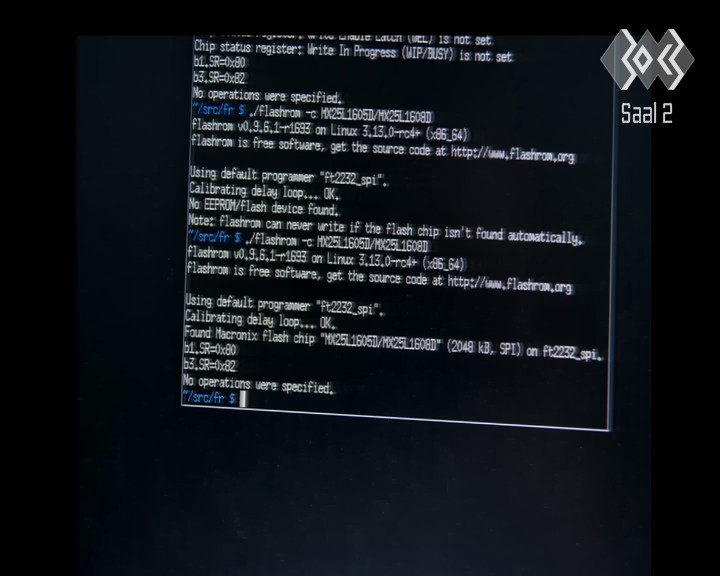 Chip status register: Write Enable Latch (WEL) is not set
Chip status register: Write In Progress (WIP/BUSY) is not set
b1.SR=0x80
b3.SR=0x82
No operations were specified.
~/src/fr $ ./flashrom -c MX25L1605D/MX25L1608D
flashrom v0.9.6.1-r1693 on Linux 3.13.0-rc4+ (x86_64)
flashrom is free software, get the source code at http://www.flashrom.org
Using default programmer "ft2232_spi".
Calibrating delay loop... OK.
No EEPROM/flash device found.
Note: flashrom can never write if the flash chip isn't found automatically.
~/src/fr $ ./flashrom -c MX25L1605D/MX25L1608D
flashrom v0.9.6.1-r1693 on Linux 3.13.0-rc4+ (x86_64)
flashrom is free software, get the source code at http://www.flashrom.org
Using default programmer "ft2232_spi".
Calibrating delay loop... OK.
Found Macronix flash chip "MX25L1605D/MX25L1608D" (2048 kB, SPI) on ft2232_spi.
b1.SR=0x80
b3.SR=0x82
No operations were specified.
~/src/fr $
Saal 2